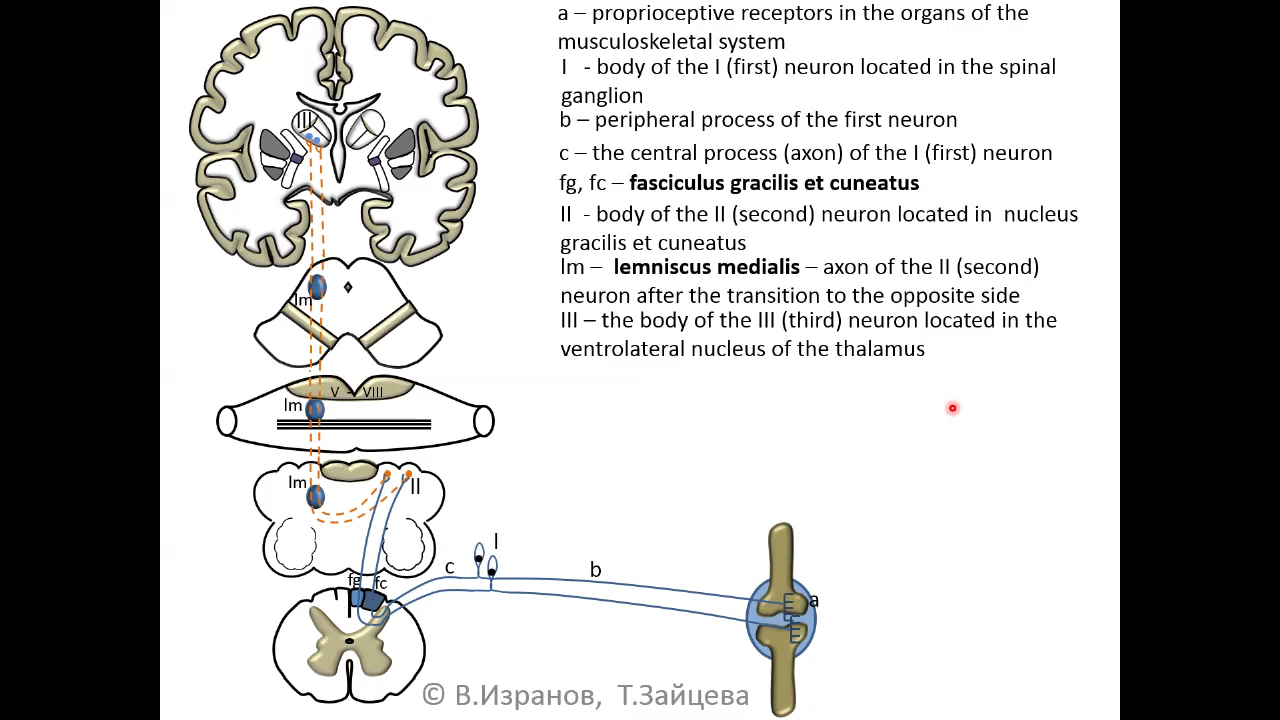 a – proprioceptive receptors in the organs of the
musculoskeletal system
I - body of the I (first) neuron located in the spinal
ganglion
b – peripheral process of the first neuron
c – the central process (axon) of the I (first) neuron
fg, fc – fasciculus gracilis et cuneatus
II - body of the II (second) neuron located in nucleus
gracilis et cuneatus
lm – lemniscus medialis – axon of the II (second)
neuron after the transition to the opposite side
III – the body of the III (third) neuron located in the
ventrolateral nucleus of the thalamus
III
lm
V - VIII
lm
lm
II
I
c
b
fg
fc
a
© В.Изранов, Т.Зайцева